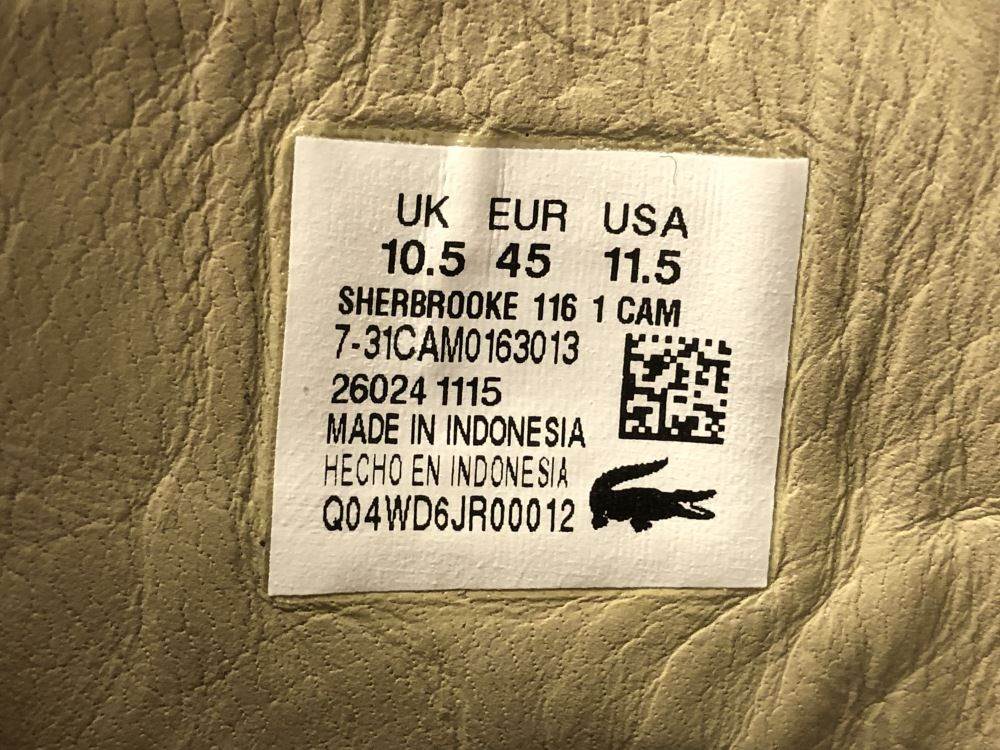 UK EUR USA
10.5 45 11.5
SHERBROOKE 116 1 CAM
7-31CAM0163013
26024 1115
MADE IN INDONESIA
HECHO EN INDONESIA
Q04WD6JR00012